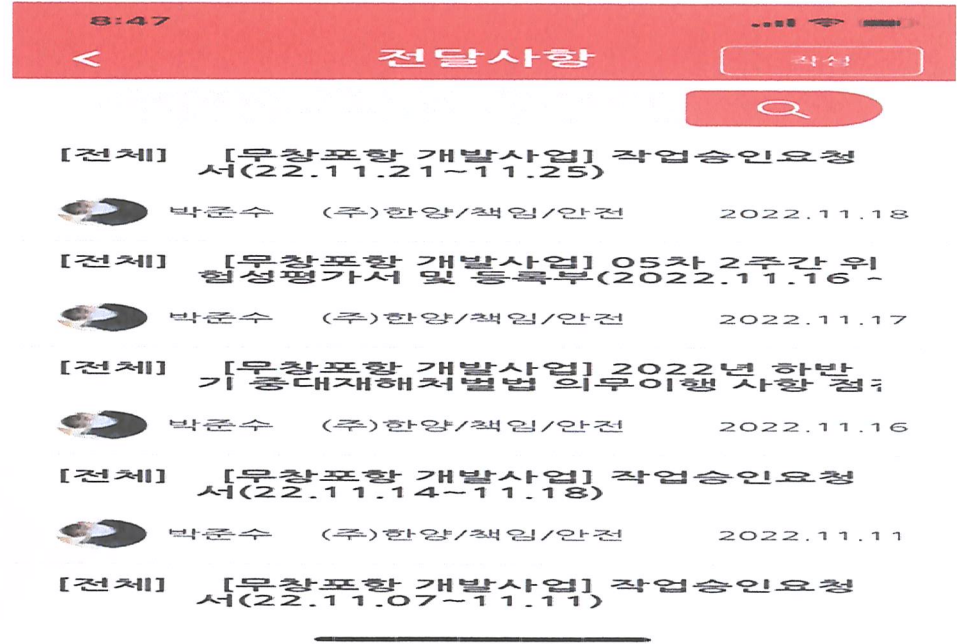 8:47
전달사항
작성
[전체] [무창포항 개발사업] 작업승인요청
서(22.11.21~11.25)
박준수 (주)한양/책임/안전 2022.11.18
[전체] [무창포항 개발사업] 05차 2주간 위
험성평가서 및 등록부(2022.11.16 ~
박준수 (주)한양/책임/안전 2022.11.17
[전체] [무창포항 개발사업] 2022년 하반
기 중대재해처벌법 의무이행 사항 점
박준수 (주)한양/책임/안전 2022.11.16
[전체] [무창포항 개발사업] 작업승인요청
서(22.11.14~11.18)
박준수 (주)한양/책임/안전 2022.11.11
[전체] [무창포항 개발사업] 작업승인요청
서(22.11.07~11.11)